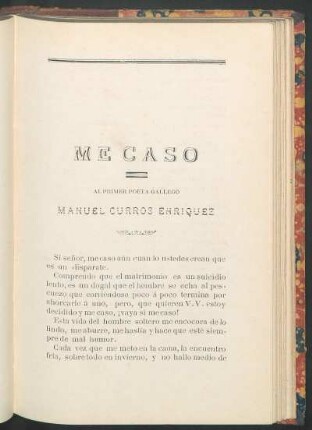 ME CASO
AL PRIMER POETA GALLEGO
MANUEL CURROS ENRIQUEZ
Si señor, me caso aún cuando ustedes crean que
es un disparate.
Comprendo que el matrimonio es un suicidio
lento, es un dogal que el hombre se echa al pes-
cuezo que corriéndose poco á poco termina por
ahorcarle á uno, pero, que quieren V.V. estoy
decidido y me caso, ¡vaya si me caso!
Esta vida del hombre soltero me encocora de lo
lindo, me aburre, me hastía y hace que esté siem-
pre de mal humor.
Cada vez que me meto en la cama, la encuentro
fría, sobre todo en invierno, y no hallo medio de